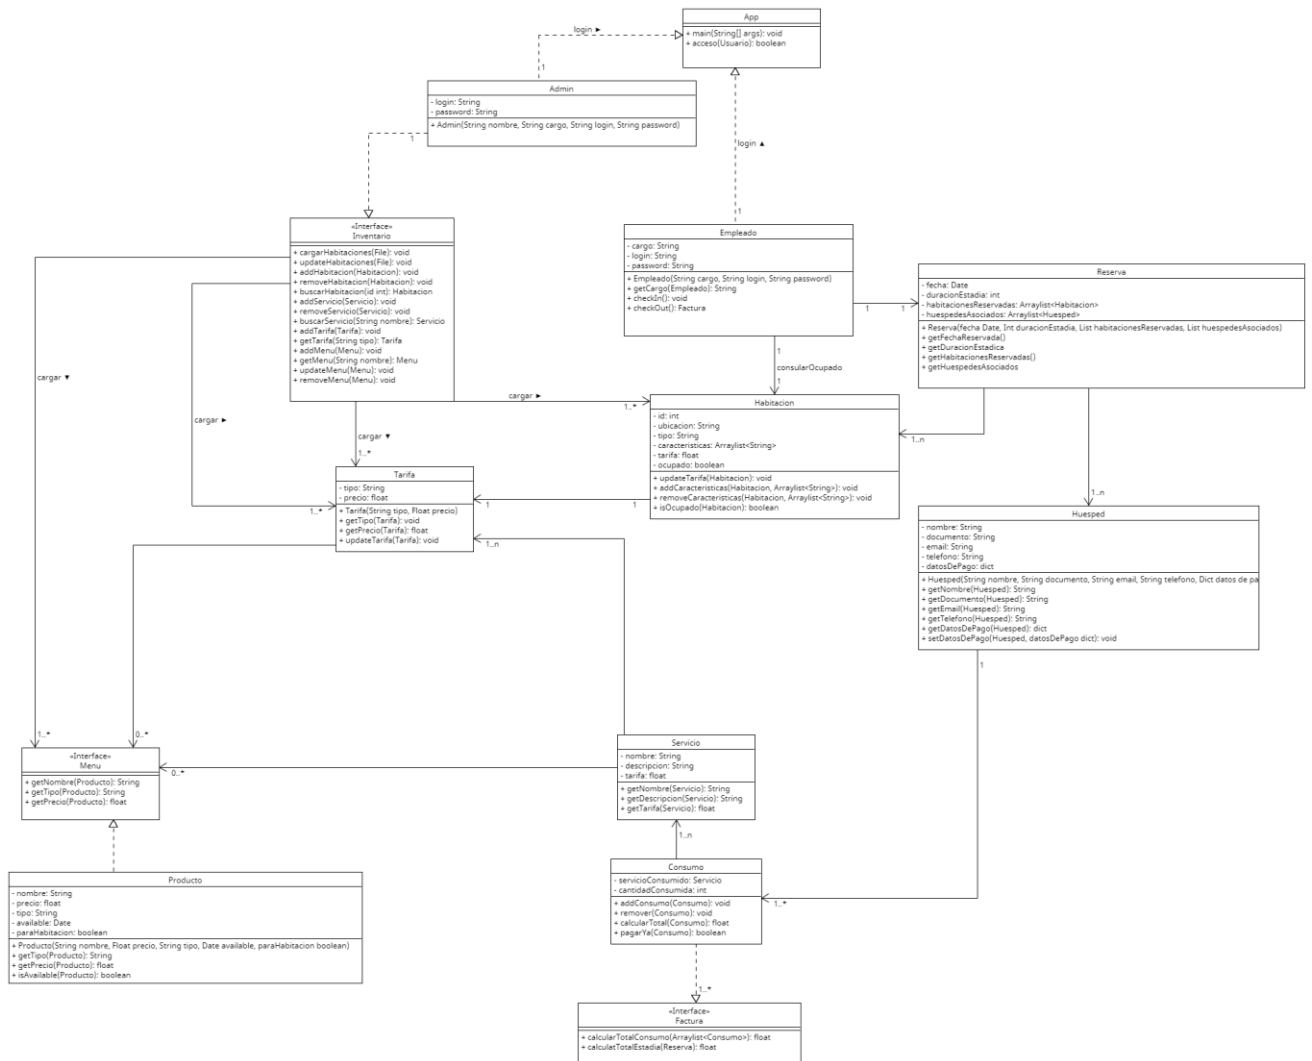 App
+ main(String[] args): void
+ acceso(Usuario): boolean
login ►
1
Admin
- login: String
- password: String
+ Admin(String nombre, String cargo, String login, String password)
1
login ▲
1
«Interface»
Inventario
+ cargarHabitaciones(File): void
+ updateHabitaciones(File): void
+ addHabitacion(Habitacion): void
+ removeHabitacion(Habitacion): void
+ buscarHabitacion(id int): Habitacion
+ addServicio(Servicio): void
+ removeServicio(Servicio): void
+ buscarServicio(String nombre): Servicio
+ addTarifa(Tarifa): void
+ getTarifa(String tipo): Tarifa
+ addMenu(Menu): void
+ getMenu(String nombre): Menu
+ updateMenu(Menu): void
+ removeMenu(Menu): void
Empleado
- cargo: String
- login: String
- password: String
+ Empleado(String cargo, String login, String password)
+ getCargo(Empleado): String
+ checkIn(): void
+ checkOut(): Factura
1
1
Reserva
- fecha: Date
- duracionEstadia: int
- habitacionesReservadas: Arraylist<Habitacion>
- huespedesAsociados: Arraylist<Huesped>
+ Reserva(fecha Date, Int duracionEstadia, List habitacionesReservadas, List huespedesAsociados)
+ getFechaReservada()
+ getDuracionEstadica
+ getHabitacionesReservadas()
+ getHuespedesAsociados
1
consularOcupado
1
cargar ▼
cargar ►
cargar ►
1..*
cargar ▼
1..*
Habitacion
- id: int
- ubicacion: String
- tipo: String
- caracteristicas: Arraylist<String>
- tarifa: float
- ocupado: boolean
+ updateTarifa(Habitacion): void
+ addCaracteristicas(Habitacion, Arraylist<String>): void
+ removeCaracteristicas(Habitacion, Arraylist<String>): void
+ isOcupado(Habitacion): boolean
1..n
1..n
Tarifa
- tipo: String
- precio: float
+ Tarifa(String tipo, Float precio)
+ getTipo(Tarifa): void
+ getPrecio(Tarifa): float
+ updateTarifa(Tarifa): void
1..*
1
1
1..n
Huesped
- nombre: String
- documento: String
- email: String
- telefono: String
- datosDePago: dict
+ Huesped(String nombre, String documento, String email, String telefono, Dict datos de pa
+ getNombre(Huesped): String
+ getDocumento(Huesped): String
+ getEmail(Huesped): String
+ getTelefono(Huesped): String
+ getDatosDePago(Huesped): dict
+ setDatosDePago(Huesped, datosDePago dict): void
1
1..*
0..*
«Interface»
Menu
+ getNombre(Producto): String
+ getTipo(Producto): String
+ getPrecio(Producto): float
0..*
Servicio
- nombre: String
- descripcion: String
- tarifa: float
+ getNombre(Servicio): String
+ getDescripcion(Servicio): String
+ getTarifa(Servicio): float
1..n
Producto
- nombre: String
- precio: float
- tipo: String
- available: Date
- paraHabitacion: boolean
+ Producto(String nombre, Float precio, String tipo, Date available, paraHabitacion boolean)
+ getTipo(Producto): String
+ getPrecio(Producto): float
+ isAvailable(Producto): boolean
Consumo
- servicioConsumido: Servicio
- cantidadConsumida: int
+ addConsumo(Consumo): void
+ remover(Consumo): void
+ calcularTotal(Consumo): float
+ pagarYa(Consumo): boolean
1..*
1..*
«Interface»
Factura
+ calcularTotalConsumo(Arraylist<Consumo>): float
+ calculatTotalEstadia(Reserva): float